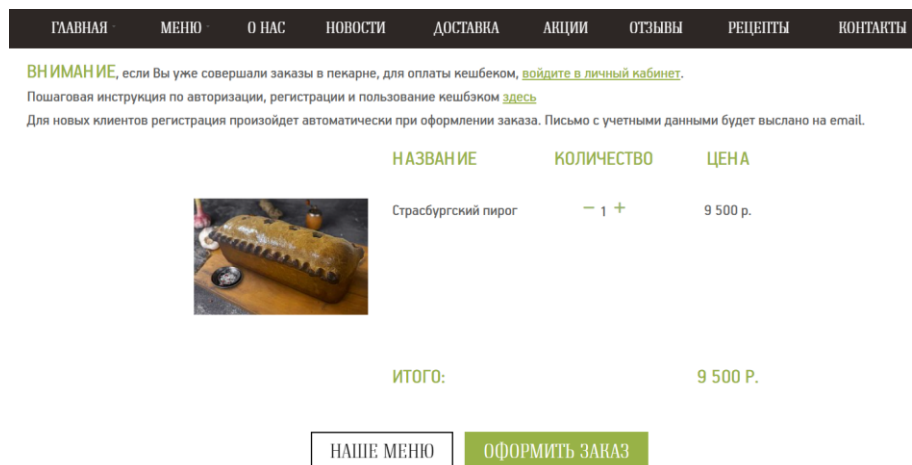 ГЛАВНАЯ МЕНЮ О НАС НОВОСТИ ДОСТАВКА АКЦИИ ОТЗЫВЫ РЕЦЕПТЫ КОНТАКТЫ
ВНИМАНИЕ, если Вы уже совершали заказы в пекарне, для оплаты кешбеком, войдите в личный кабинет.
Пошаговая инструкция по авторизации, регистрации и пользование кешбэком здесь
Для новых клиентов регистрация произойдет автоматически при оформлении заказа. Письмо с учетными данными будет выслано на email.
НАЗВАНИЕ КОЛИЧЕСТВО ЦЕНА
Страсбургский пирог − 1 + 9 500 р.
ИТОГО: 9 500 Р.
НАШЕ МЕНЮ ОФОРМИТЬ ЗАКАЗ